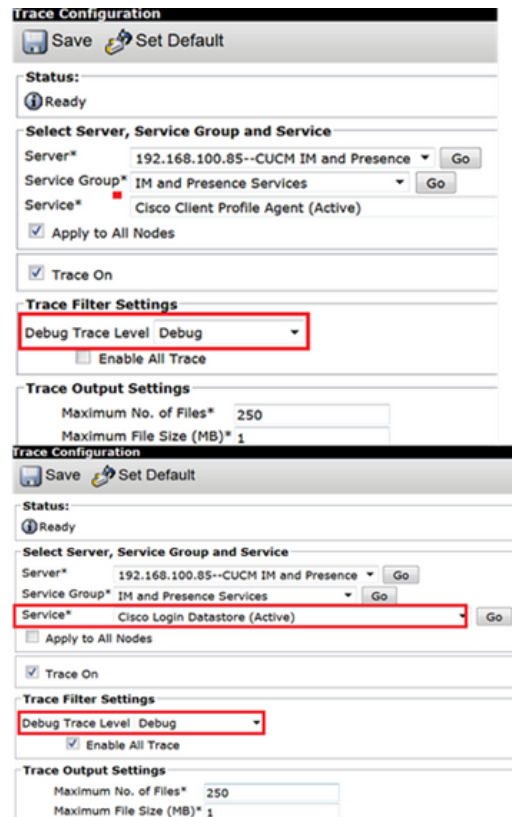 Trace Configuration
Save Set Default
Status:
Ready
Select Server, Service Group and Service
Server* 192.168.100.85--CUCM IM and Presence Go
Service Group* IM and Presence Services Go
Service* Cisco Client Profile Agent (Active)
Apply to All Nodes
Trace On
Trace Filter Settings
Debug Trace Level Debug
Enable All Trace
Trace Output Settings
Maximum No. of Files* 250
Maximum File Size (MB)* 1
Trace Configuration
Save Set Default
Status:
Ready
Select Server, Service Group and Service
Server* 192.168.100.85--CUCM IM and Presence Go
Service Group* IM and Presence Services Go
Service* Cisco Login Datastore (Active) Go
Apply to All Nodes
Trace On
Trace Filter Settings
Debug Trace Level Debug
Enable All Trace
Trace Output Settings
Maximum No. of Files* 250
Maximum File Size (MB)* 1